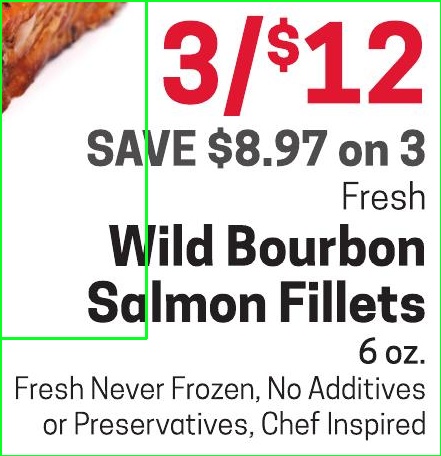 3/$12
SAVE $8.97 on 3
Fresh
Wild Bourbon
Salmon Fillets
6 oz.
Fresh Never Frozen, No Additives
or Preservatives, Chef Inspired